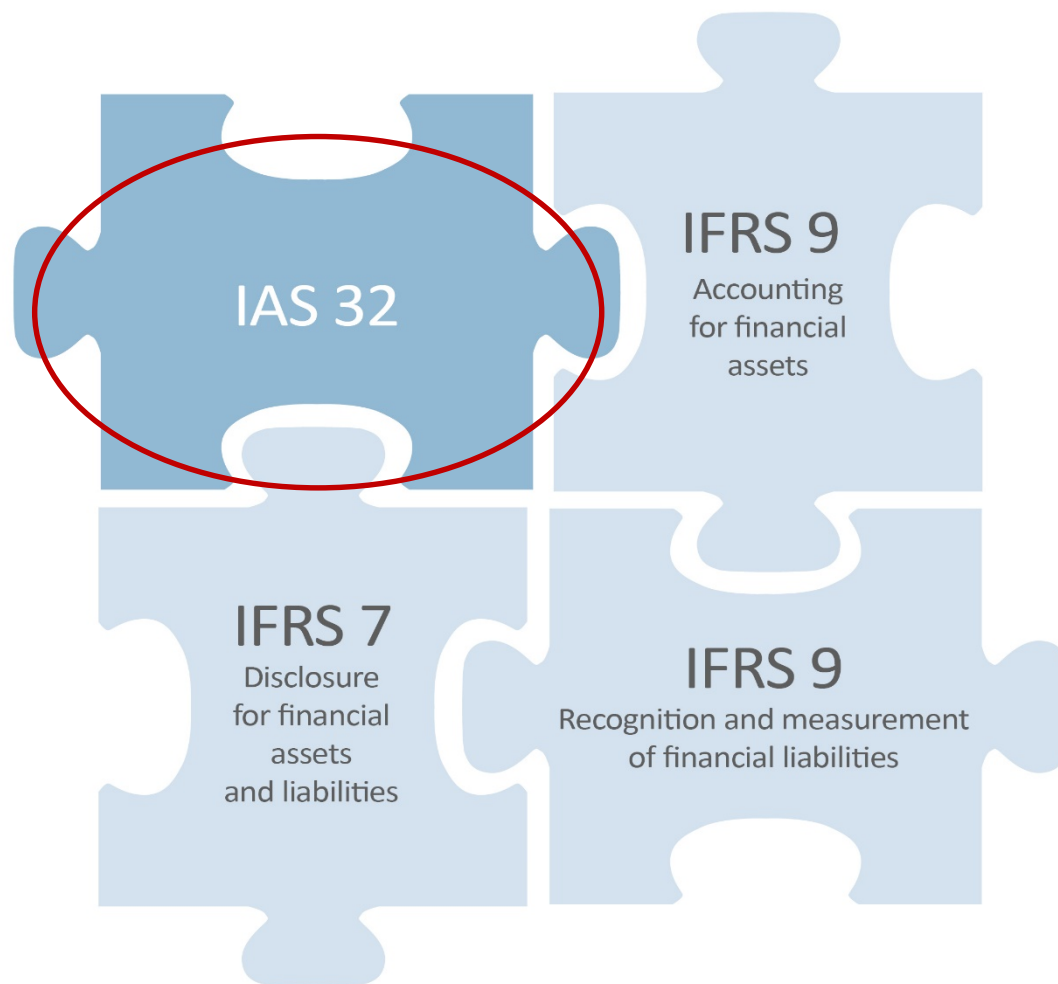 IAS 32
IFRS 9
Accounting
for financial
assets
IFRS 7
Disclosure
for financial
assets
and liabilities
IFRS 9
Recognition and measurement
of financial liabilities